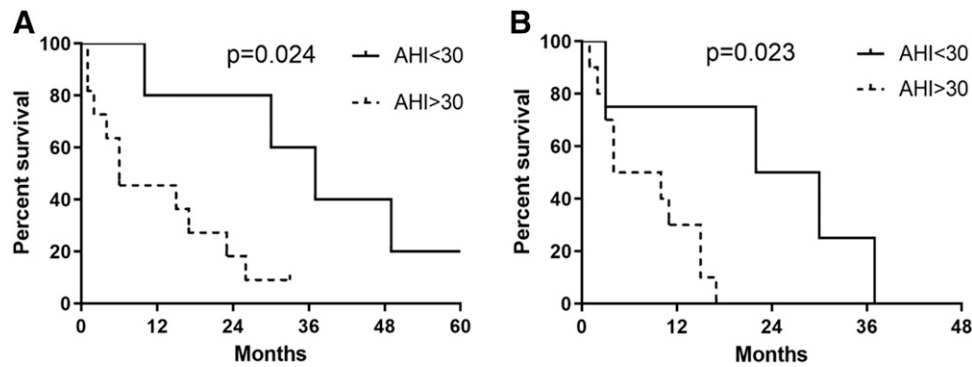 A
p=0.024
AHI<30
AHI>30
Percent survival
100
80
60
40
20
0
0 12 24 36 48 60
Months
B
p=0.023
AHI<30
AHI>30
Percent survival
100
80
60
40
20
0
0 12 24 36 48
Months